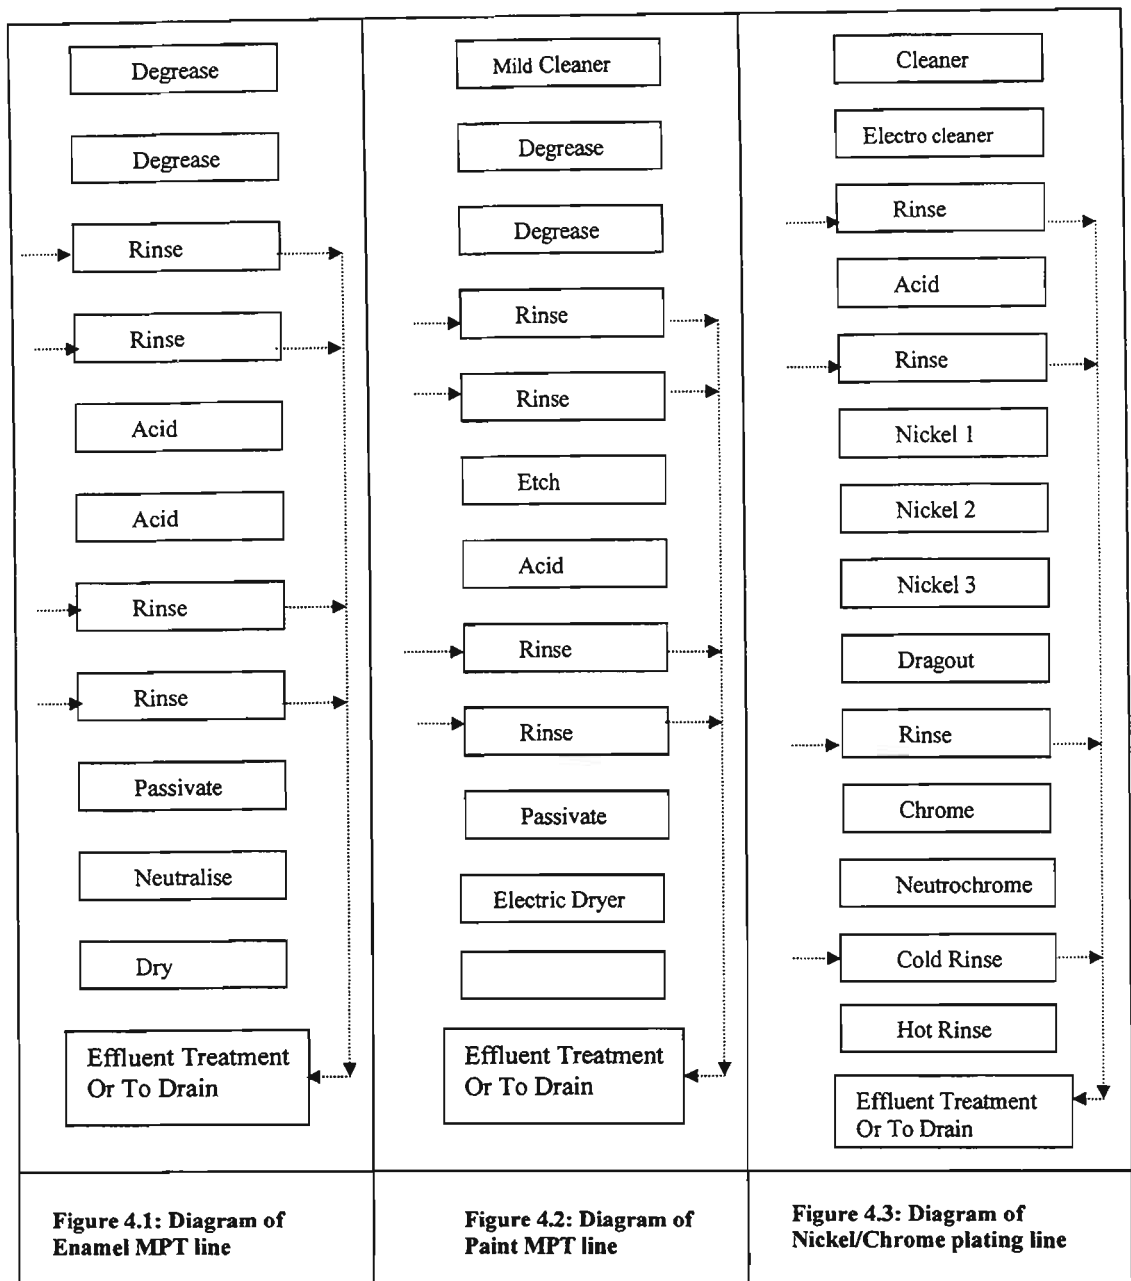 Degrease
Degrease
Rinse
Rinse
Acid
Acid
Rinse
Rinse
Passivate
Neutralise
Dry
Effluent Treatment
Or To Drain
Figure 4.1: Diagram of
Enamel MPT line
Mild Cleaner
Degrease
Degrease
Rinse
Rinse
Etch
Acid
Rinse
Rinse
Passivate
Electric Dryer
Effluent Treatment
Or To Drain
Figure 4.2: Diagram of
Paint MPT line
Cleaner
Electro cleaner
Rinse
Acid
Rinse
Nickel 1
Nickel 2
Nickel 3
Dragout
Rinse
Chrome
Neutrochrome
Cold Rinse
Hot Rinse
Effluent Treatment
Or To Drain
Figure 4.3: Diagram of
Nickel/Chrome plating line